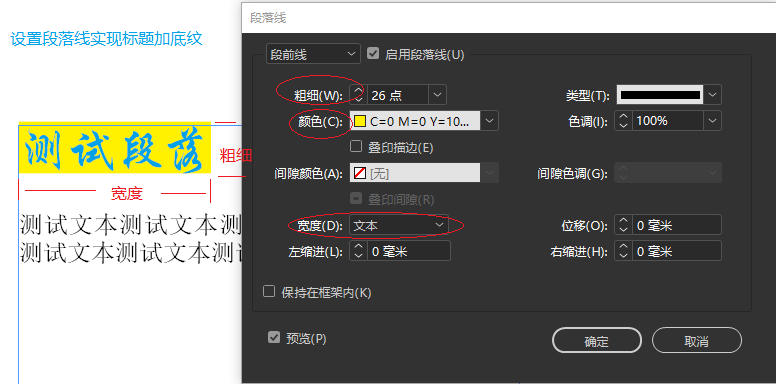 段落线
设置段落线实现标题加底纹
段前线
启用段落线(U)
粗细(W):
26 点
类型(T):
颜色(C):
C=0 M=0 Y=10...
色调(I):
100%
叠印描边(E)
测试段落
粗细
间隙颜色(A):
[无]
间隙色调(G):
叠印间隙(R)
宽度
宽度(D):
文本
位移(O):
0 毫米
测试文本测试文本测
左缩进(L):
0 毫米
右缩进(H):
0 毫米
测试文本测试文本测
保持在框架内(K)
预览(P)
确定
取消